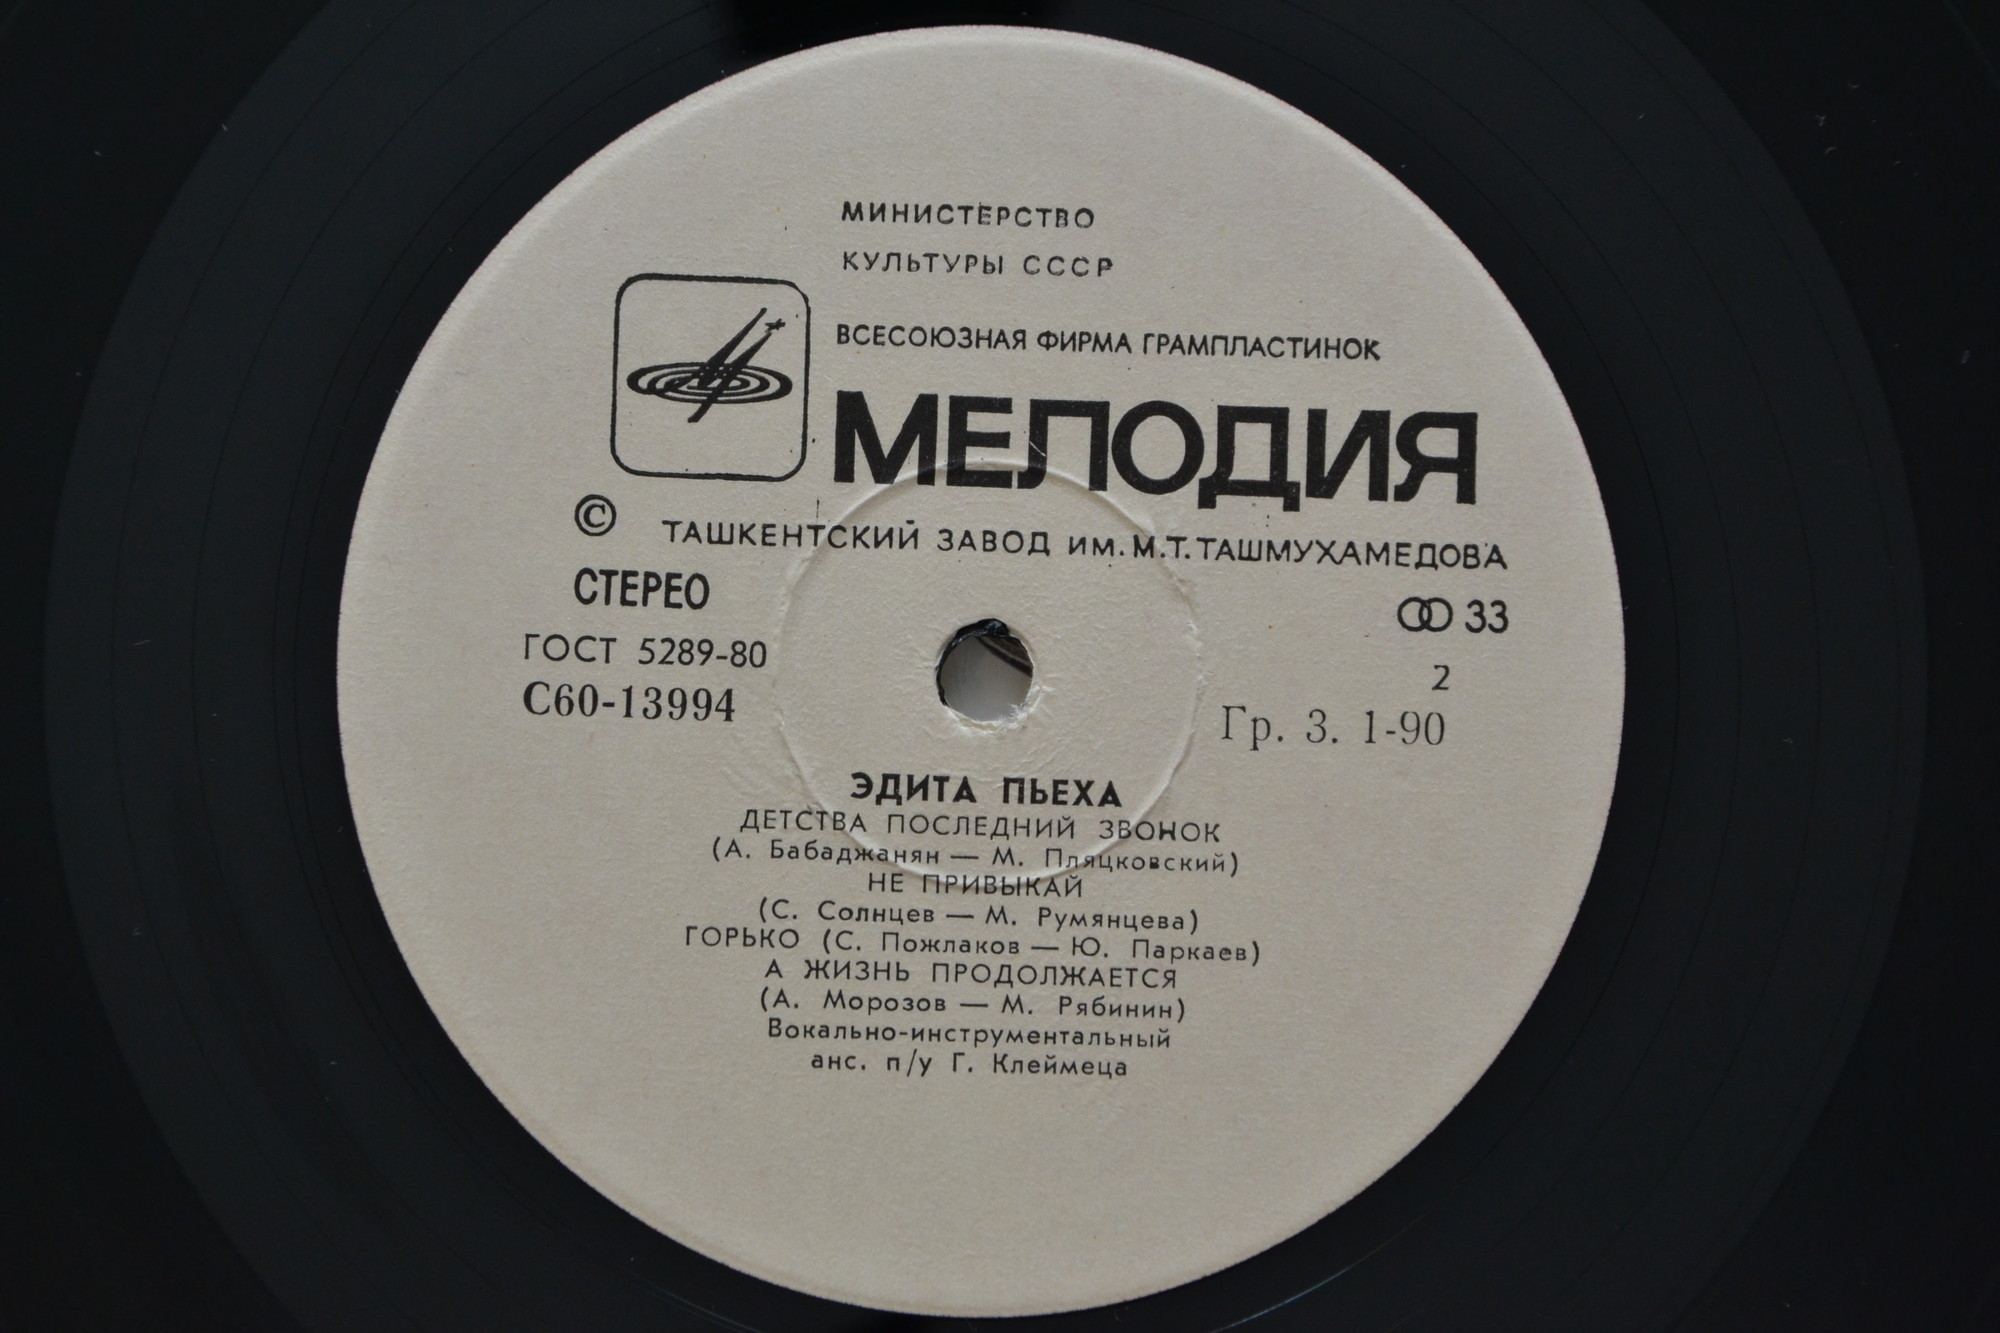 МИНИСТЕРСТВО
КУЛЬТУРЫ СССР
ВСЕСОЮЗНАЯ ФИРМА ГРАМПЛАСТИНОК
МЕЛОДИЯ
© ТАШКЕНТСКИЙ ЗАВОД ИМ. М.Т. ТАШМУХАМЕДОВА
СТЕРЕО
33
ГОСТ 5289-80
2
С60-13994
Гр. 3. 1-90
ЭДИТА ПЬЕХА
ДЕТСТВА ПОСЛЕДНИЙ ЗВОНОК
(А. Бабаджанян — М. Пляцковский)
НЕ ПРИВЫКАЙ
(С. Солнцев — М. Румянцева)
ГОРЬКО (С. Пожлаков — Ю. Паркаев)
А ЖИЗНЬ ПРОДОЛЖАЕТСЯ
(А. Морозов — М. Рябинин)
Вокально-инструментальный
анс. п/у Г. Клеймеца